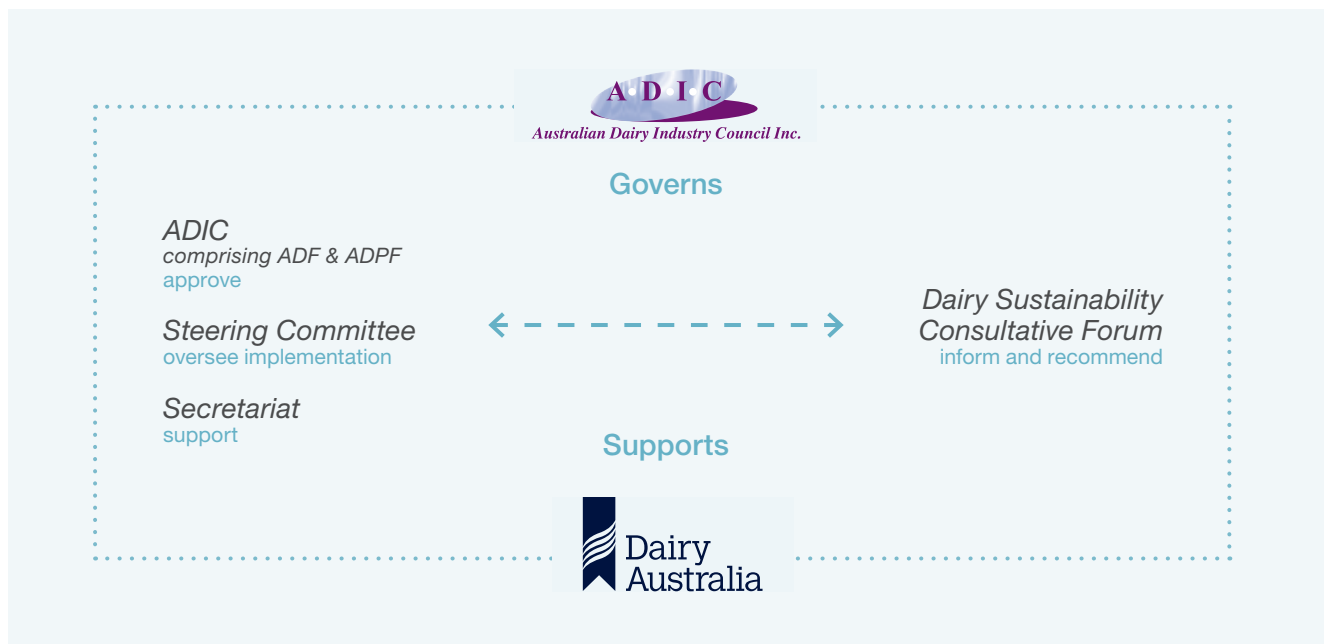 A·D·I·C
Australian Dairy Industry Council Inc.
Governs
ADIC
comprising ADF & ADPF
approve
Steering Committee
oversee implementation
Secretariat
support
Dairy Sustainability
Consultative Forum
inform and recommend
Supports
Dairy
Australia